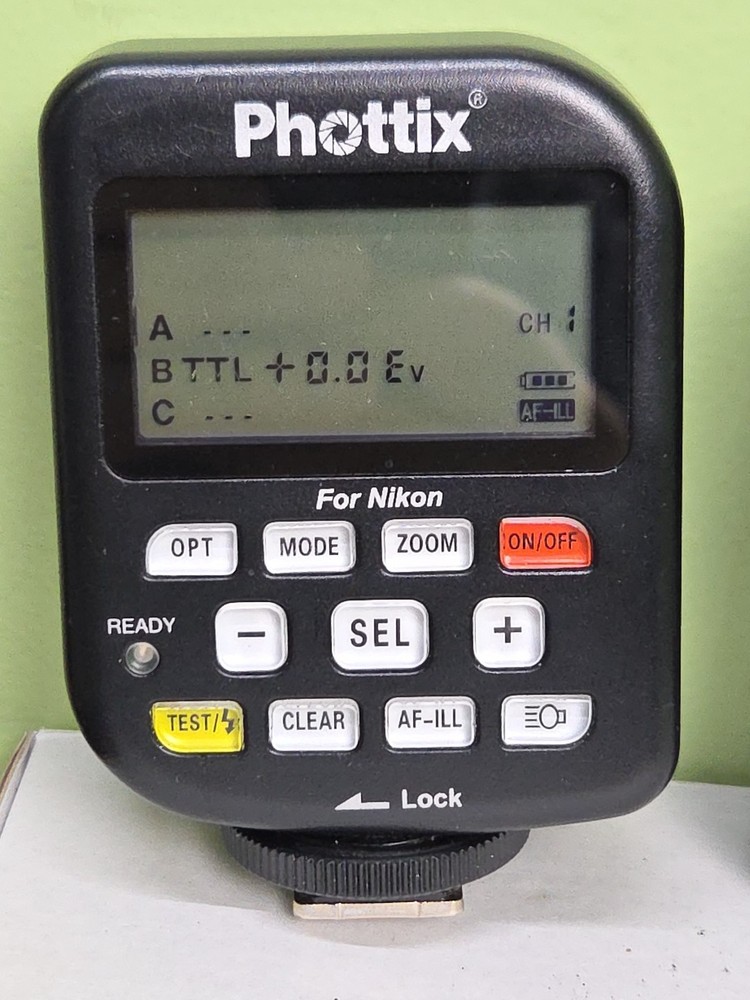 Phottix®
A ---
CH 1
B TTL +0.0 Ev
C ---
AF-ILL
For Nikon
OPT MODE ZOOM ON/OFF
READY
- SEL +
TEST/ CLEAR AF-ILL
Lock